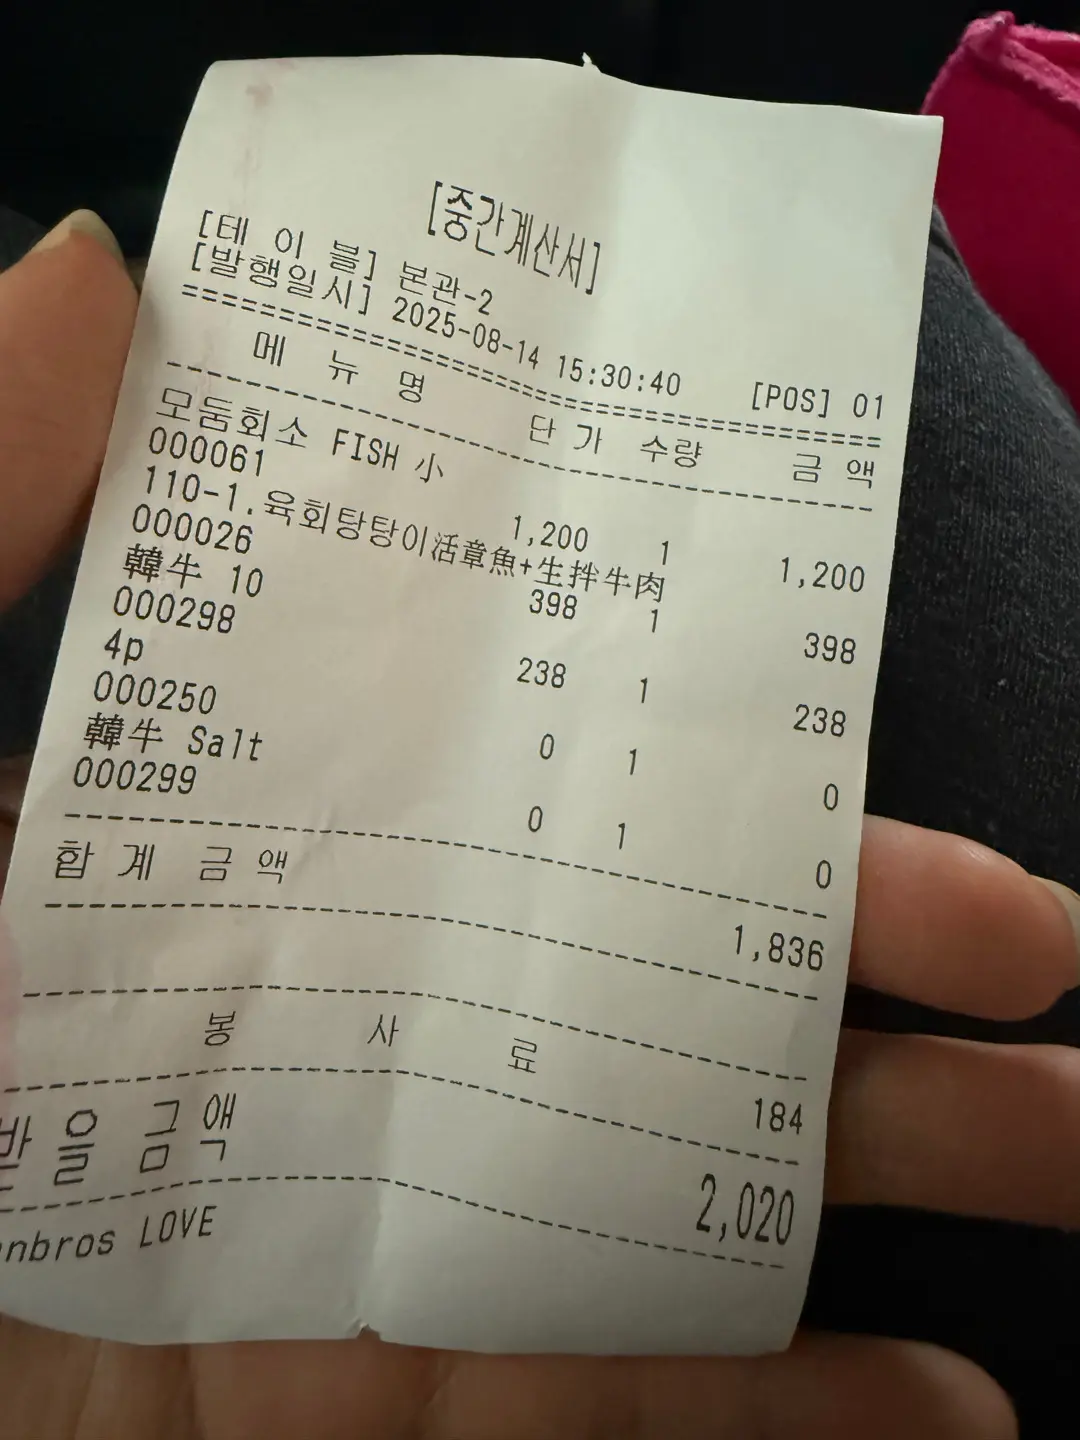 [중간계산서]
[테 이 블] 본관-2
[발행일시] 2025-08-14 15:30:40 [POS] 01
메 뉴 명 단 가 수량 금 액
모둠회소 FISH 小
000061 1,200 1 1,200
110-1.육회탕탕이活章魚+生拌牛肉
000026 398 1 398
韓牛 10
000298 238 1 238
4p
000250 0 1 0
韓牛 Salt
000299 0 1 0
합 계 금 액 1,836
봉 사 료 184
받을금액 2,020
nbros LOVE